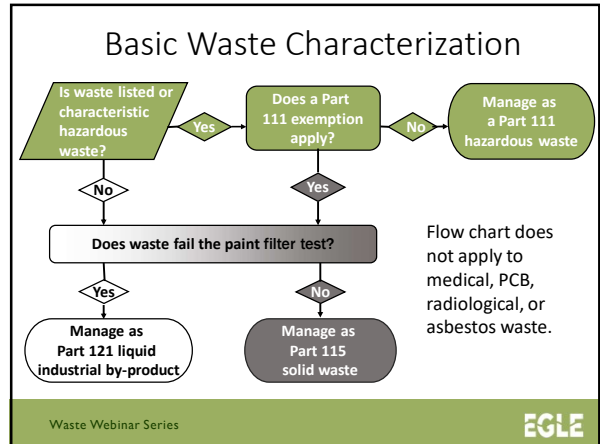 Basic Waste Characterization
Is waste listed or
characteristic
hazardous
waste?
Yes
Does a Part
111 exemption
apply?
No
Manage as
a Part 111
hazardous waste
No
Yes
Does waste fail the paint filter test?
Flow chart does
not apply to
medical, PCB,
radiological, or
asbestos waste.
Yes
No
Manage as
Part 121 liquid
industrial by-product
Manage as
Part 115
solid waste
Waste Webinar Series
EGLE